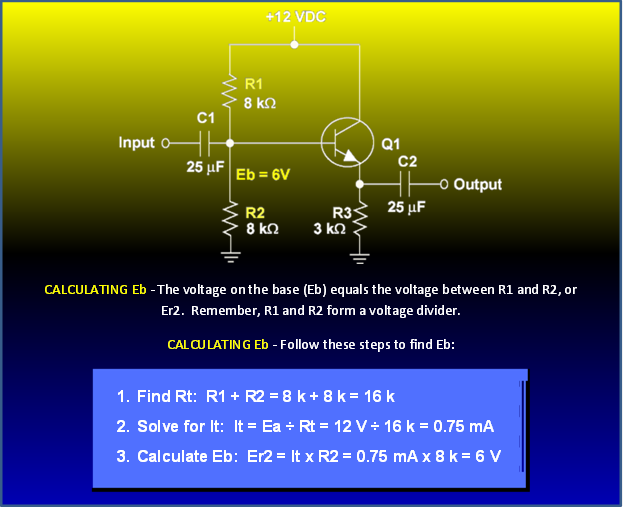 +12 VDC
R1
8 kΩ
C1
Input
25 µF
Eb = 6V
Q1
C2
Output
25 µF
R2
8 kΩ
R3
3 kΩ
CALCULATING Eb - The voltage on the base (Eb) equals the voltage between R1 and R2, or
Er2. Remember, R1 and R2 form a voltage divider.
CALCULATING Eb - Follow these steps to find Eb:
1. Find Rt: R1 + R2 = 8 k + 8 k = 16 k
2. Solve for It: It = Ea ÷ Rt = 12 V ÷ 16 k = 0.75 mA
3. Calculate Eb: Er2 = It x R2 = 0.75 mA x 8 k = 6 V